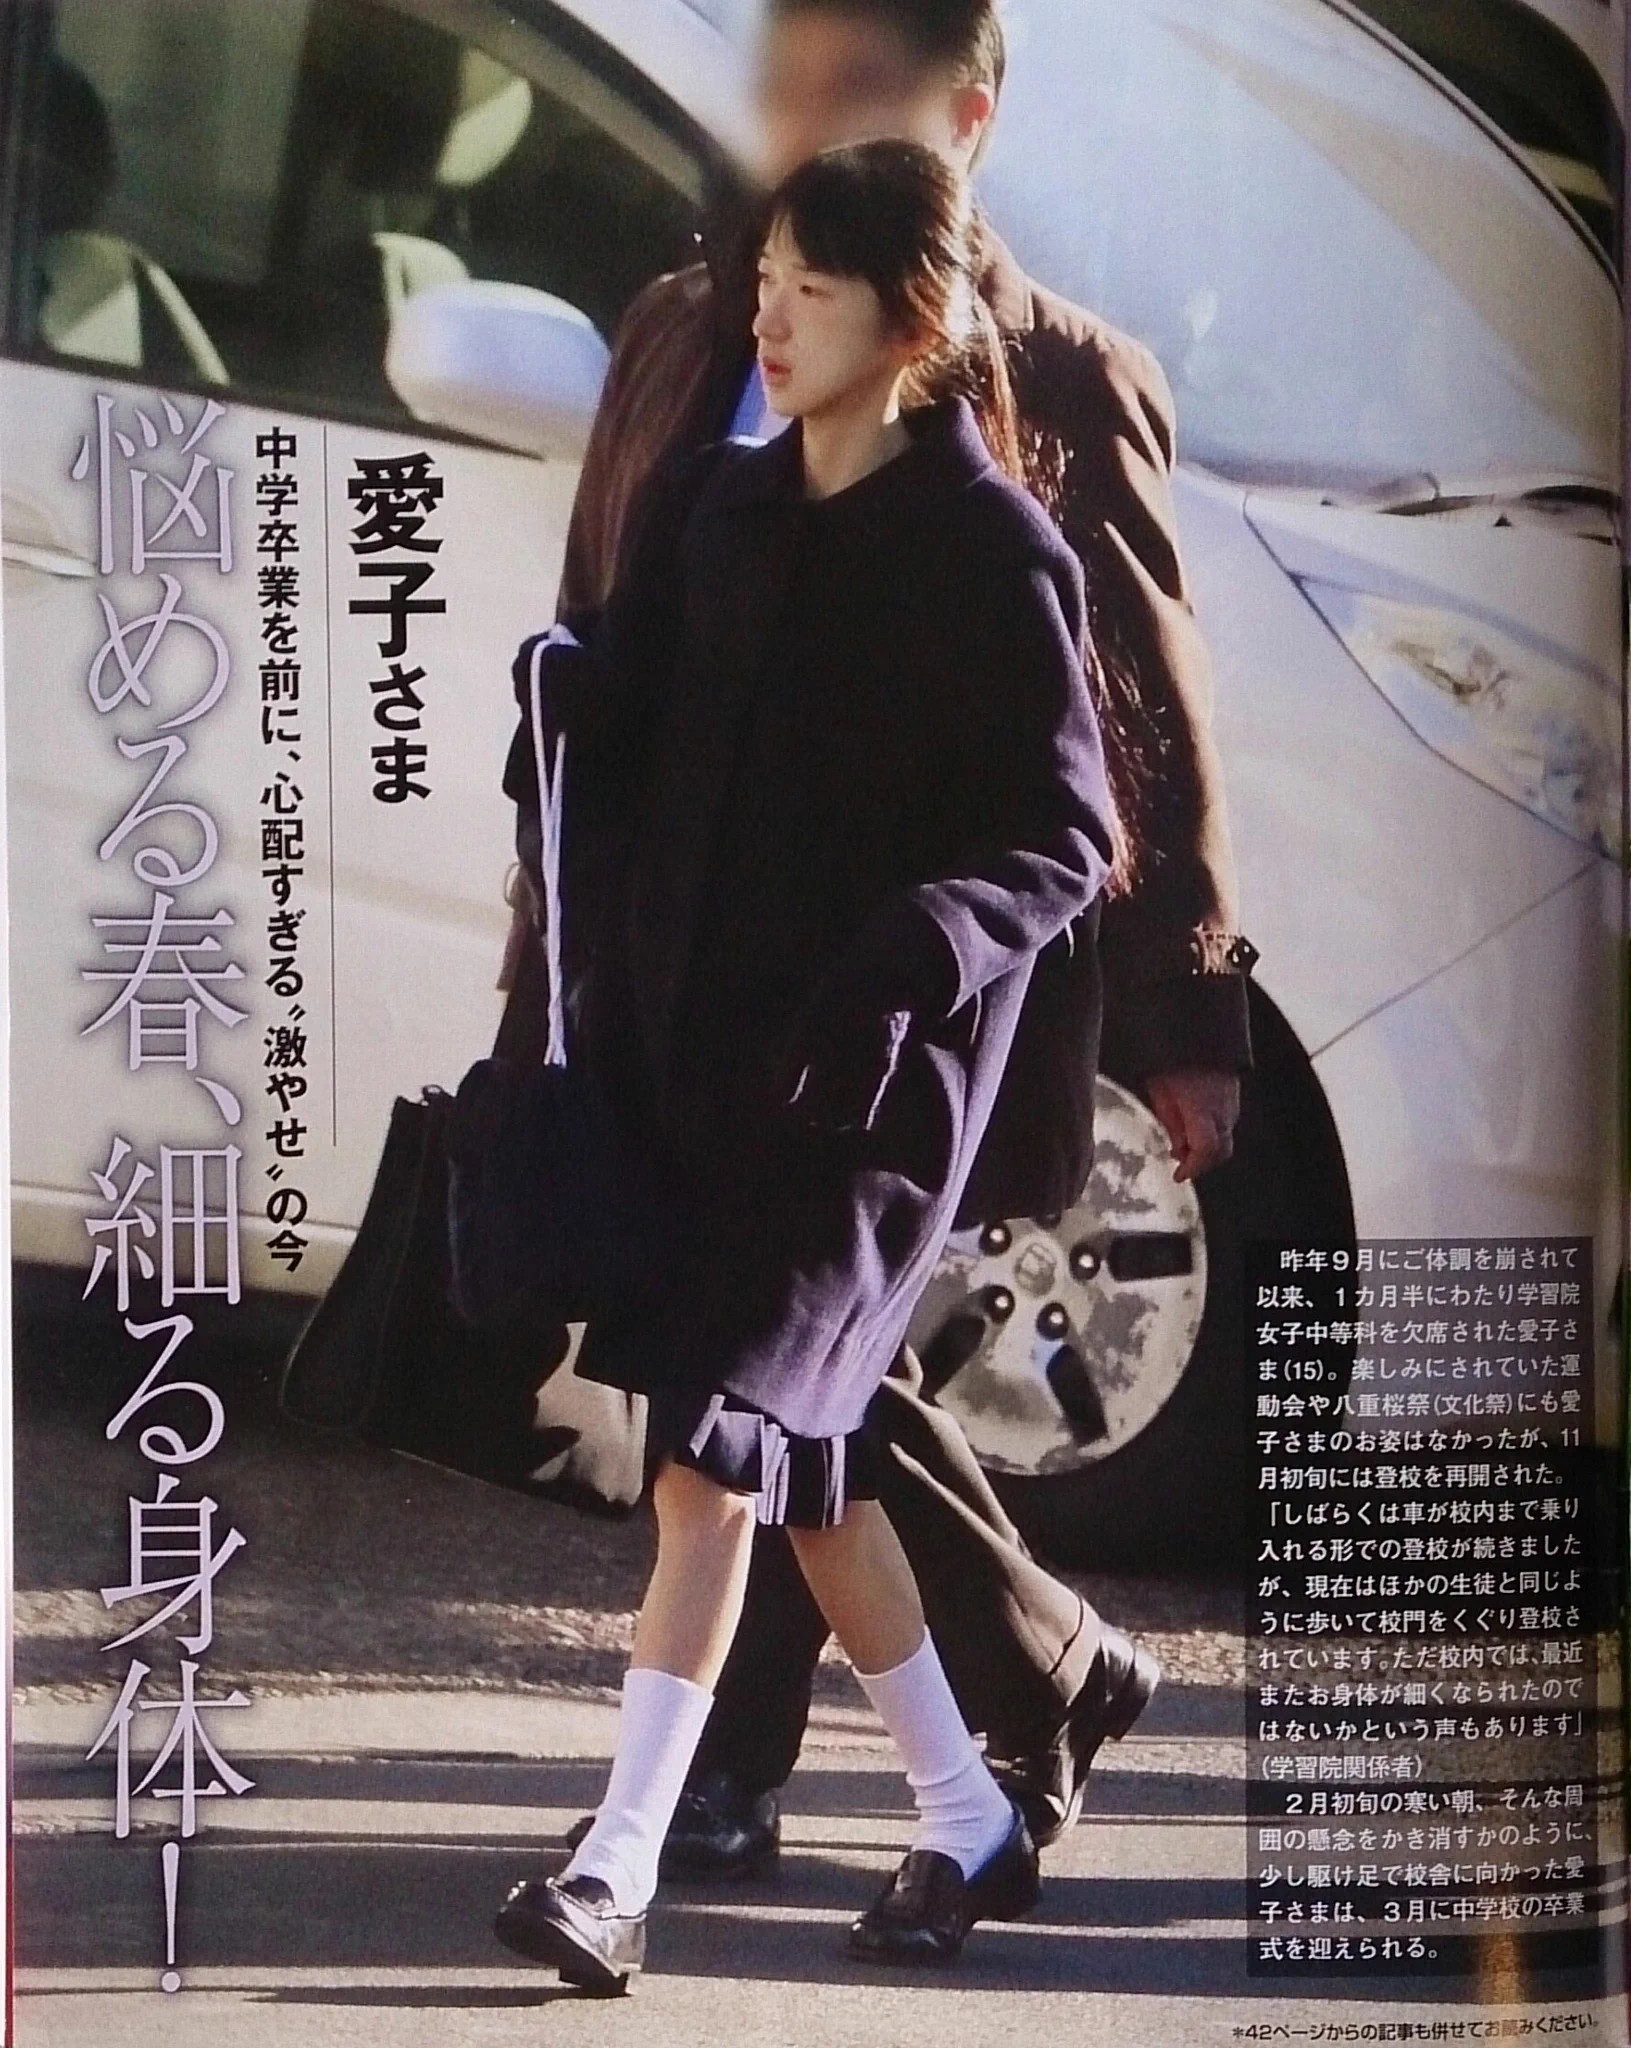 愛子さま
中学卒業を前に、心配すぎる〝激やせ〟の今
悩める春、細る身体！
昨年９月にご体調を崩されて
以来、１カ月半にわたり学習院
女子中等科を欠席された愛子さ
ま(15)。楽しみにされていた運
動会や八重桜祭(文化祭)にも愛
子さまのお姿はなかったが、11
月初旬には登校を再開された。
「しばらくは車が校内まで乗り
入れる形での登校が続きました
が、現在はほかの生徒と同じよ
うに歩いて校門をくぐり登校さ
れています。ただ校内では、最近
またお身体が細くなられたので
はないかという声もあります」
（学習院関係者）
２月初旬の寒い朝、そんな周
囲の懸念をかき消すかのように、
少し駆け足で校舎に向かった愛
子さまは、３月に中学校の卒業
式を迎えられる。
＊42ページからの記事も併せてお読みください。